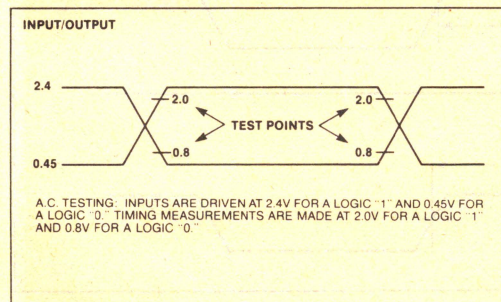 INPUT/OUTPUT
2.4
2.0
2.0
TEST POINTS
0.8
0.8
0.45
A.C. TESTING: INPUTS ARE DRIVEN AT 2.4V FOR A LOGIC "1" AND 0.45V FOR
A LOGIC "0." TIMING MEASUREMENTS ARE MADE AT 2.0V FOR A LOGIC "1"
AND 0.8V FOR A LOGIC "0."